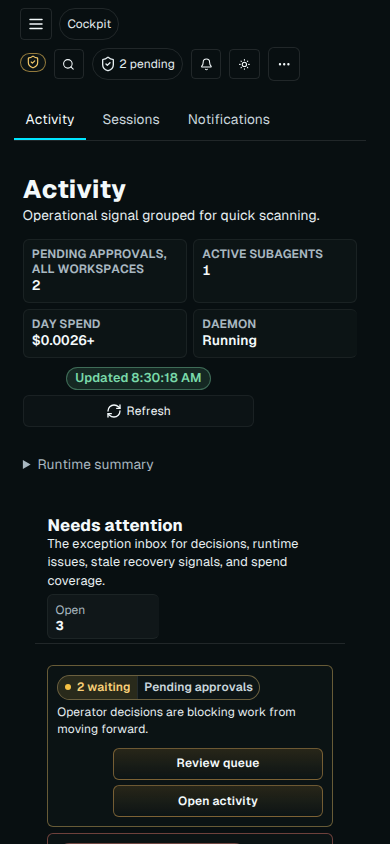 Cockpit
2 pending
Activity
Sessions
Notifications
Activity
Operational signal grouped for quick scanning.
PENDING APPROVALS,
ALL WORKSPACES
2
ACTIVE SUBAGENTS
1
DAY SPEND
$0.0026+
DAEMON
Running
Updated 8:30:18 AM
Refresh
Runtime summary
Needs attention
The exception inbox for decisions, runtime
issues, stale recovery signals, and spend
coverage.
Open
3
2 waiting
Pending approvals
Operator decisions are blocking work from
moving forward.
Review queue
Open activity